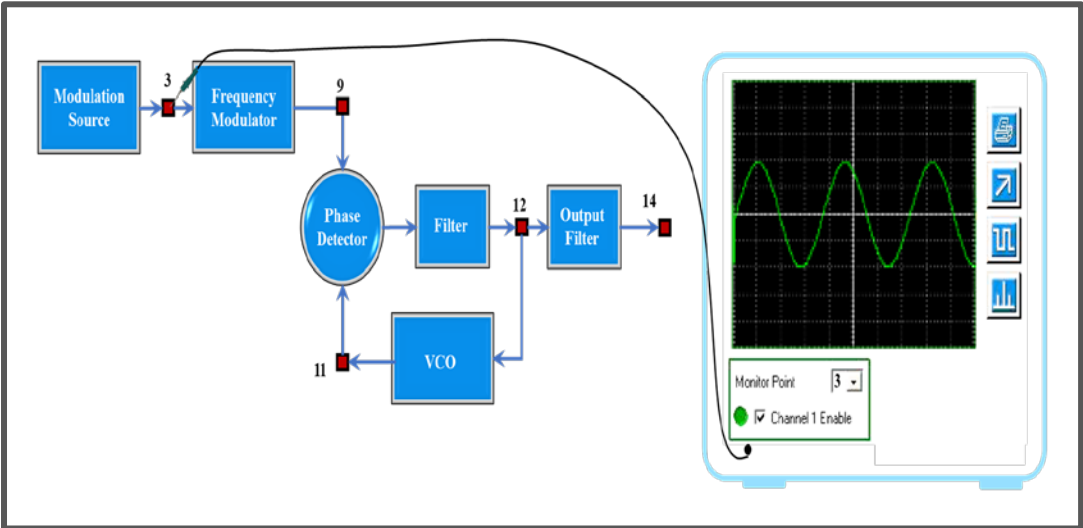 Modulation
Source
3
Frequency
Modulator
9
Phase
Detector
Filter
12
Output
Filter
14
11
VCO
Monitor Point
3
Channel 1 Enable